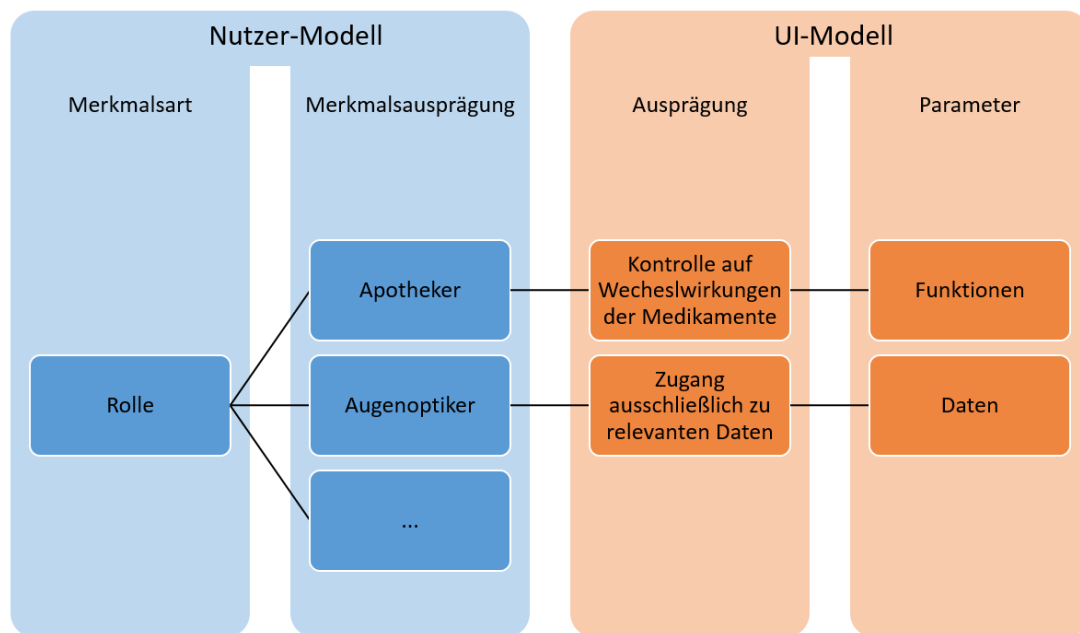 Nutzer-Modell
UI-Modell
Merkmalsart
Merkmalsausprägung
Ausprägung
Parameter
Apotheker
Kontrolle auf
Wecheslwirkungen
der Medikamente
Funktionen
Rolle
Augenoptiker
Zugang
ausschließlich zu
relevanten Daten
Daten
...